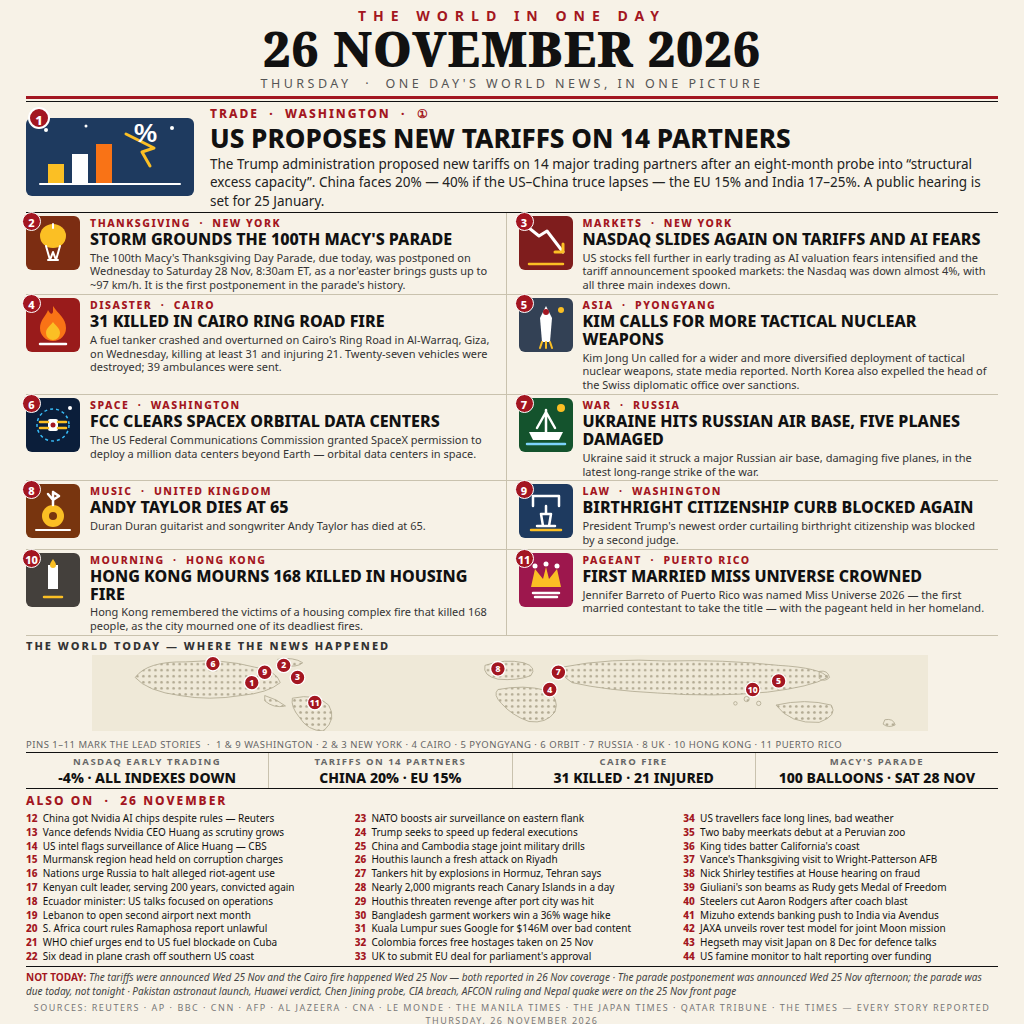 THE WORLD IN ONE DAY
26 NOVEMBER 2026
THURSDAY · ONE DAY'S WORLD NEWS, IN ONE PICTURE
1
%
TRADE · WASHINGTON · ①
US PROPOSES NEW TARIFFS ON 14 PARTNERS
The Trump administration proposed new tariffs on 14 major trading partners after an eight-month probe into “structural
excess capacity”. China faces 20% — 40% if the US–China truce lapses — the EU 15% and India 17–25%. A public hearing is
set for 25 January.
2
THANKSGIVING · NEW YORK
STORM GROUNDS THE 100TH MACY'S PARADE
The 100th Macy's Thanksgiving Day Parade, due today, was postponed on
Wednesday to Saturday 28 Nov, 8:30am ET, as a nor'easter brings gusts up to
~97 km/h. It is the first postponement in the parade's history.
3
MARKETS · NEW YORK
NASDAQ SLIDES AGAIN ON TARIFFS AND AI FEARS
US stocks fell further in early trading as AI valuation fears intensified and the
tariff announcement spooked markets: the Nasdaq was down almost 4%, with
all three main indexes down.
4
DISASTER · CAIRO
31 KILLED IN CAIRO RING ROAD FIRE
A fuel tanker crashed and overturned on Cairo's Ring Road in Al-Warraq, Giza,
on Wednesday, killing at least 31 and injuring 21. Twenty-seven vehicles were
destroyed; 39 ambulances were sent.
5
ASIA · PYONGYANG
KIM CALLS FOR MORE TACTICAL NUCLEAR
WEAPONS
Kim Jong Un called for a wider and more diversified deployment of tactical
nuclear weapons, state media reported. North Korea also expelled the head of
the Swiss diplomatic office over sanctions.
6
SPACE · WASHINGTON
FCC CLEARS SPACEX ORBITAL DATA CENTERS
The US Federal Communications Commission granted SpaceX permission to
deploy a million data centers beyond Earth — orbital data centers in space.
7
WAR · RUSSIA
UKRAINE HITS RUSSIAN AIR BASE, FIVE PLANES
DAMAGED
Ukraine said it struck a major Russian air base, damaging five planes, in the
latest long-range strike of the war.
8
MUSIC · UNITED KINGDOM
ANDY TAYLOR DIES AT 65
Duran Duran guitarist and songwriter Andy Taylor has died at 65.
9
LAW · WASHINGTON
BIRTHRIGHT CITIZENSHIP CURB BLOCKED AGAIN
President Trump's newest order curtailing birthright citizenship was blocked
by a second judge.
10
MOURNING · HONG KONG
HONG KONG MOURNS 168 KILLED IN HOUSING
FIRE
Hong Kong remembered the victims of a housing complex fire that killed 168
people, as the city mourned one of its deadliest fires.
11
PAGEANT · PUERTO RICO
FIRST MARRIED MISS UNIVERSE CROWNED
Jennifer Barreto of Puerto Rico was named Miss Universe 2026 — the first
married contestant to take the title — with the pageant held in her homeland.
THE WORLD TODAY — WHERE THE NEWS HAPPENED
6 9 2 1 3 11 8 7 4 10 5
PINS 1–11 MARK THE LEAD STORIES · 1 & 9 WASHINGTON · 2 & 3 NEW YORK · 4 CAIRO · 5 PYONGYANG · 6 ORBIT · 7 RUSSIA · 8 UK · 10 HONG KONG · 11 PUERTO RICO
NASDAQ EARLY TRADING
-4% · ALL INDEXES DOWN
TARIFFS ON 14 PARTNERS
CHINA 20% · EU 15%
CAIRO FIRE
31 KILLED · 21 INJURED
MACY'S PARADE
100 BALLOONS · SAT 28 NOV
ALSO ON · 26 NOVEMBER
12 China got Nvidia AI chips despite rules — Reuters
13 Vance defends Nvidia CEO Huang as scrutiny grows
14 US intel flags surveillance of Alice Huang — CBS
15 Murmansk region head held on corruption charges
16 Nations urge Russia to halt alleged riot-agent use
17 Kenyan cult leader, serving 200 years, convicted again
18 Ecuador minister: US talks focused on operations
19 Lebanon to open second airport next month
20 S. Africa court rules Ramaphosa report unlawful
21 WHO chief urges end to US fuel blockade on Cuba
22 Six dead in plane crash off southern US coast
23 NATO boosts air surveillance on eastern flank
24 Trump seeks to speed up federal executions
25 China and Cambodia stage joint military drills
26 Houthis launch a fresh attack on Riyadh
27 Tankers hit by explosions in Hormuz, Tehran says
28 Nearly 2,000 migrants reach Canary Islands in a day
29 Houthis threaten revenge after port city was hit
30 Bangladesh garment workers win a 36% wage hike
31 Kuala Lumpur sues Google for $146M over bad content
32 Colombia forces free hostages taken on 25 Nov
33 UK to submit EU deal for parliament's approval
34 US travellers face long lines, bad weather
35 Two baby meerkats debut at a Peruvian zoo
36 King tides batter California's coast
37 Vance's Thanksgiving visit to Wright-Patterson AFB
38 Nick Shirley testifies at House hearing on fraud
39 Giuliani's son beams as Rudy gets Medal of Freedom
40 Steelers cut Aaron Rodgers after coach blast
41 Mizuho extends banking push to India via Avendus
42 JAXA unveils rover test model for joint Moon mission
43 Hegseth may visit Japan on 8 Dec for defence talks
44 US famine monitor to halt reporting over funding
NOT TODAY: The tariffs were announced Wed 25 Nov and the Cairo fire happened Wed 25 Nov — both reported in 26 Nov coverage · The parade postponement was announced Wed 25 Nov afternoon; the parade was
due today, not tonight · Pakistan astronaut launch, Huawei verdict, Chen Jining probe, CIA breach, AFCON ruling and Nepal quake were on the 25 Nov front page
SOURCES: REUTERS · AP · BBC · CNN · AFP · AL JAZEERA · CNA · LE MONDE · THE MANILA TIMES · THE JAPAN TIMES · QATAR TRIBUNE · THE TIMES — EVERY STORY REPORTED
THURSDAY, 26 NOVEMBER 2026